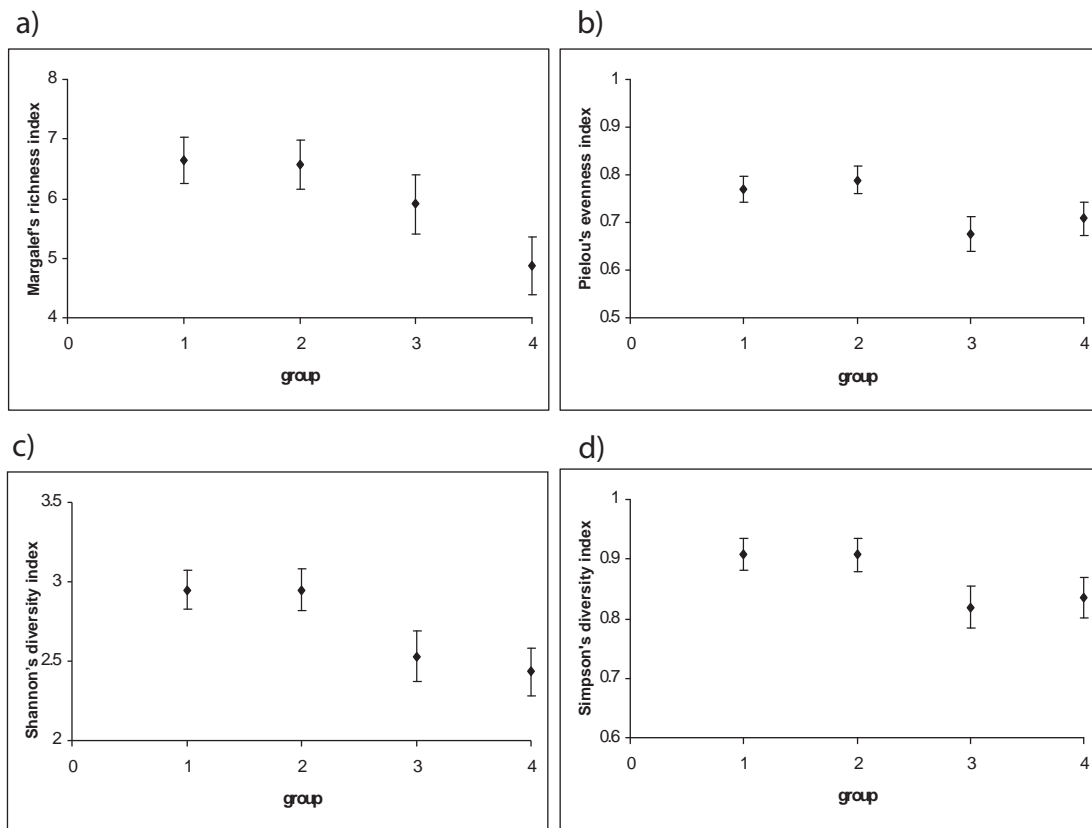 a)
Margalef's richness index
8
7
6
5
4
0 1 2 3 4
group
b)
Pielou's evenness index
1
0.9
0.8
0.7
0.6
0.5
0 1 2 3 4
group
c)
Shannon's diversity index
3.5
3
2.5
2
0 1 2 3 4
group
d)
Simpson's diversity index
1
0.9
0.8
0.7
0.6
0 1 2 3 4
group